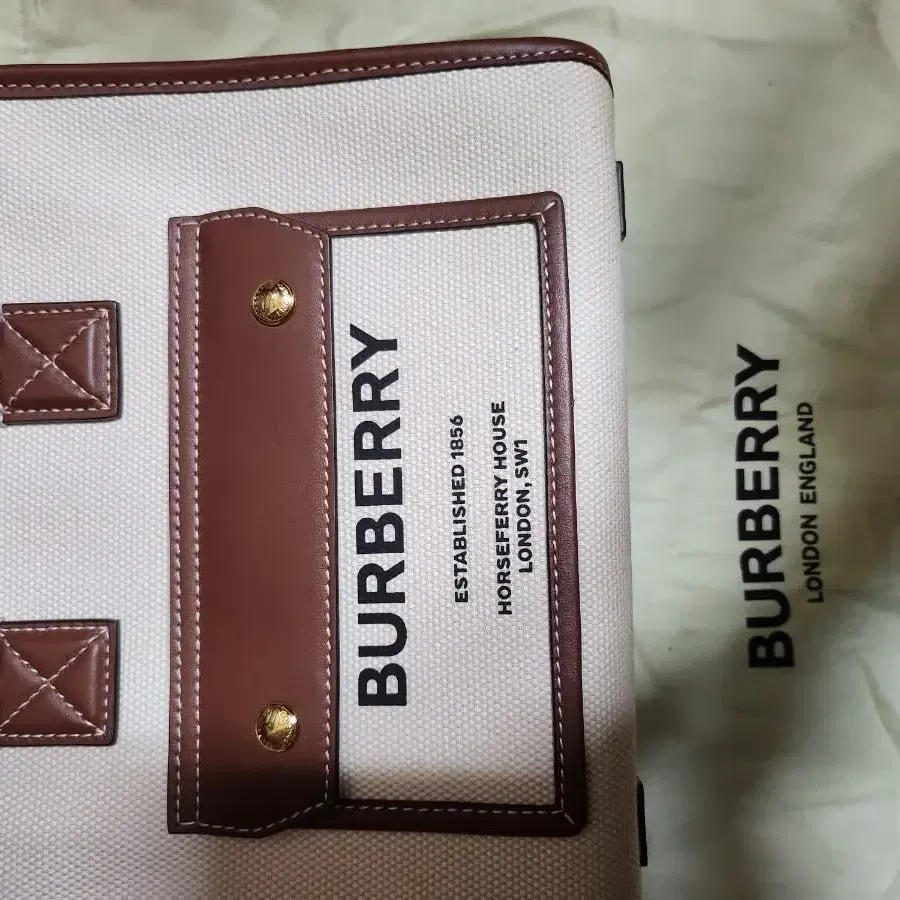 BURBERRY
ESTABLISHED 1856
HORSEFERRY HOUSE
LONDON, SW1
BURBERRY
LONDON ENGLAND